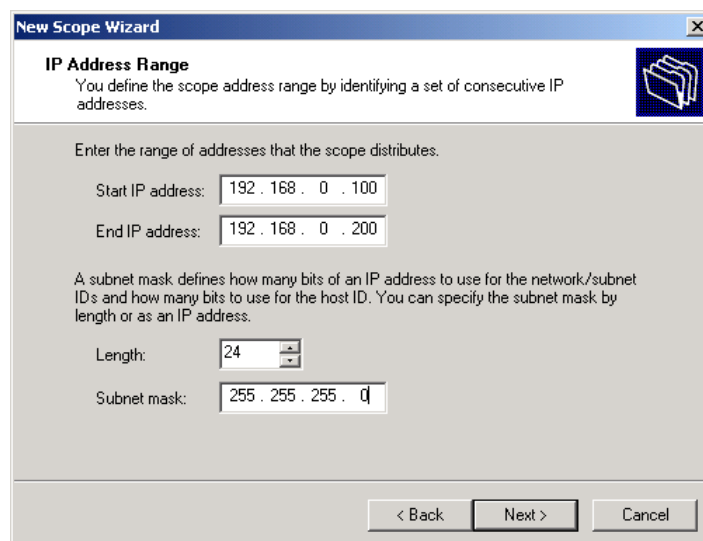 New Scope Wizard
IP Address Range
You define the scope address range by identifying a set of consecutive IP
addresses.
Enter the range of addresses that the scope distributes.
Start IP address: 192 . 168 . 0 . 100
End IP address: 192 . 168 . 0 . 200
A subnet mask defines how many bits of an IP address to use for the network/subnet
IDs and how many bits to use for the host ID. You can specify the subnet mask by
length or as an IP address.
Length: 24
Subnet mask: 255 . 255 . 255 . 0
< Back Next > Cancel